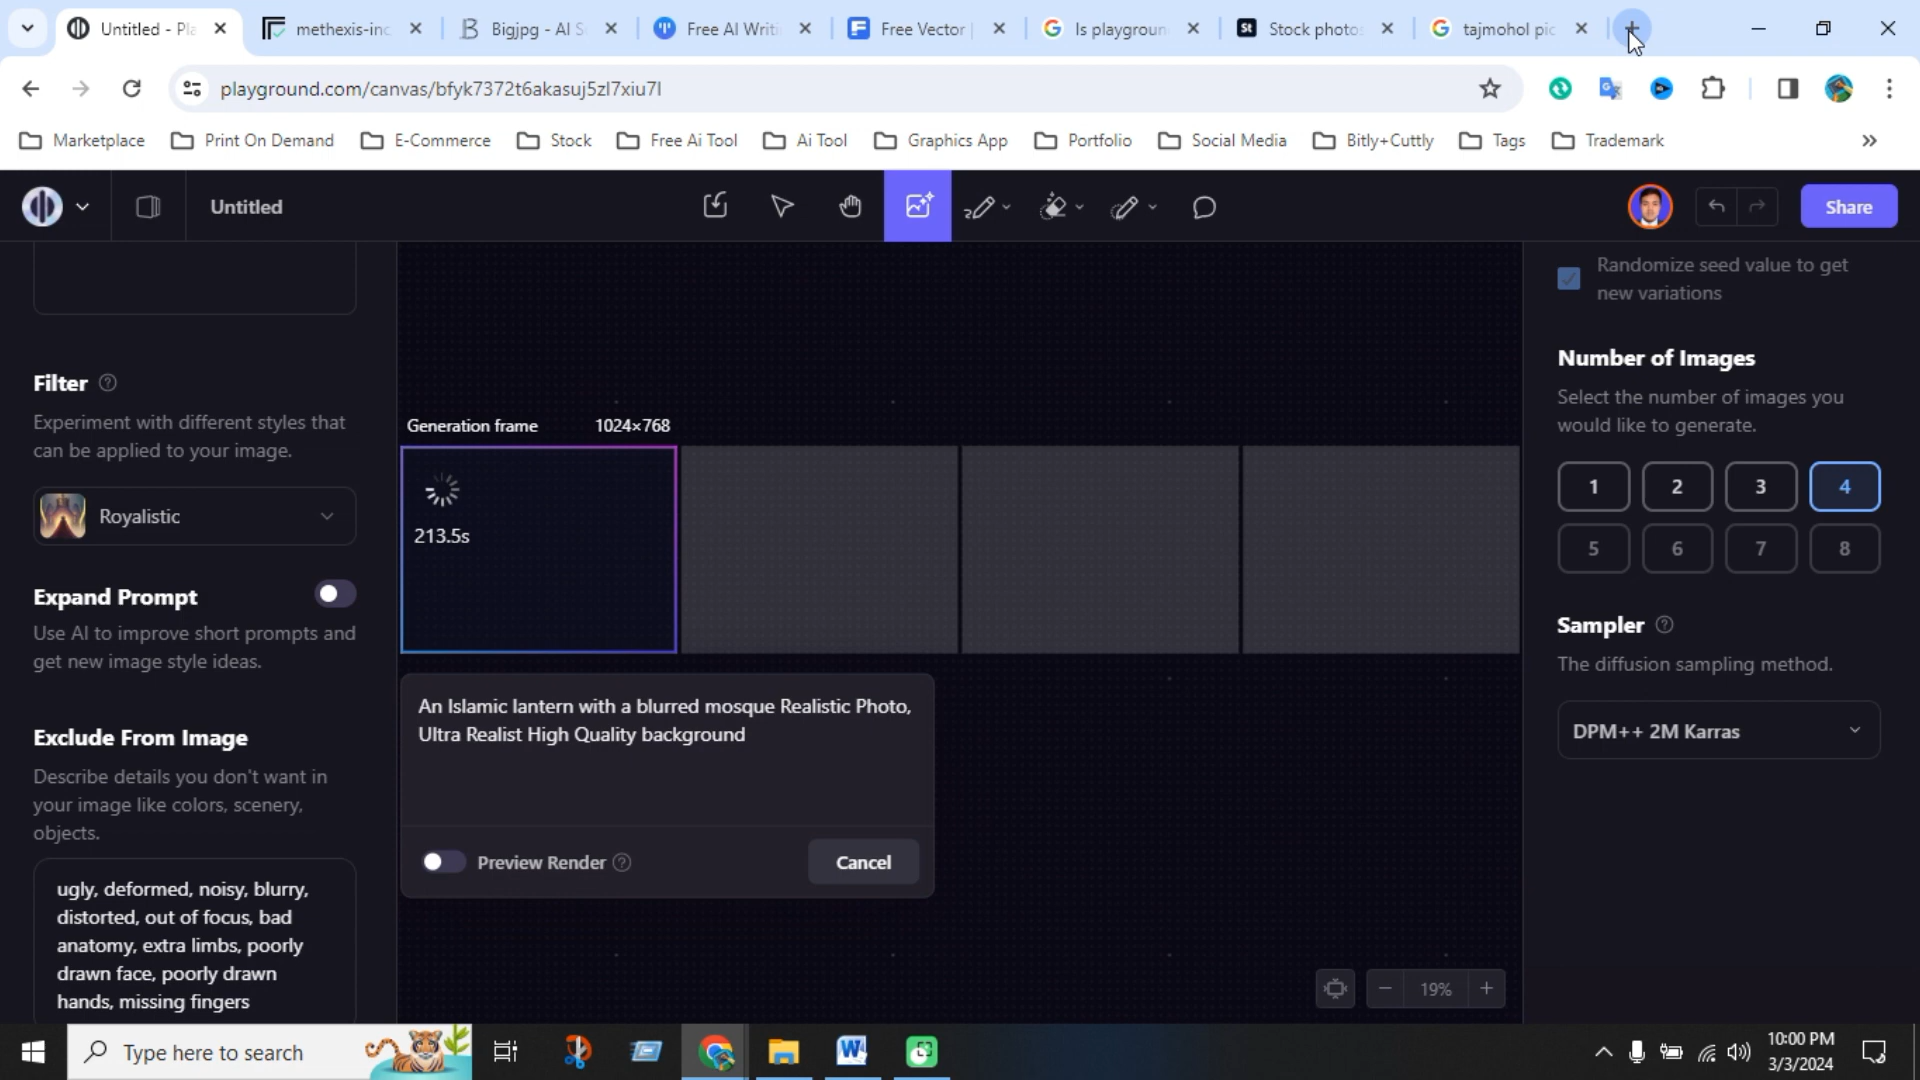 Untitled - Pla
methexis-inc
Bigjpg - AI S
Free AI Writi
Free Vector |
Is playgroun
Stock photo
tajmohol pic
playground.com/canvas/bfyk7372t6akasuj5zl7xiu7l
Marketplace
Print On Demand
E-Commerce
Stock
Free Ai Tool
Ai Tool
Graphics App
Portfolio
Social Media
Bitly+Cuttly
Tags
Trademark
Untitled
Share
Filter
Experiment with different styles that
can be applied to your image.
Royalistic
Expand Prompt
Use AI to improve short prompts and
get new image style ideas.
Exclude From Image
Describe details you don't want in
your image like colors, scenery,
objects.
ugly, deformed, noisy, blurry,
distorted, out of focus, bad
anatomy, extra limbs, poorly
drawn face, poorly drawn
hands, missing fingers
Generation frame
1024×768
213.5s
An Islamic lantern with a blurred mosque Realistic Photo,
Ultra Realist High Quality background
Preview Render
Cancel
19%
Randomize seed value to get
new variations
Number of Images
Select the number of images you
would like to generate.
1 2 3 4
5 6 7 8
Sampler
The diffusion sampling method.
DPM++ 2M Karras
Type here to search
10:00 PM
3/3/2024